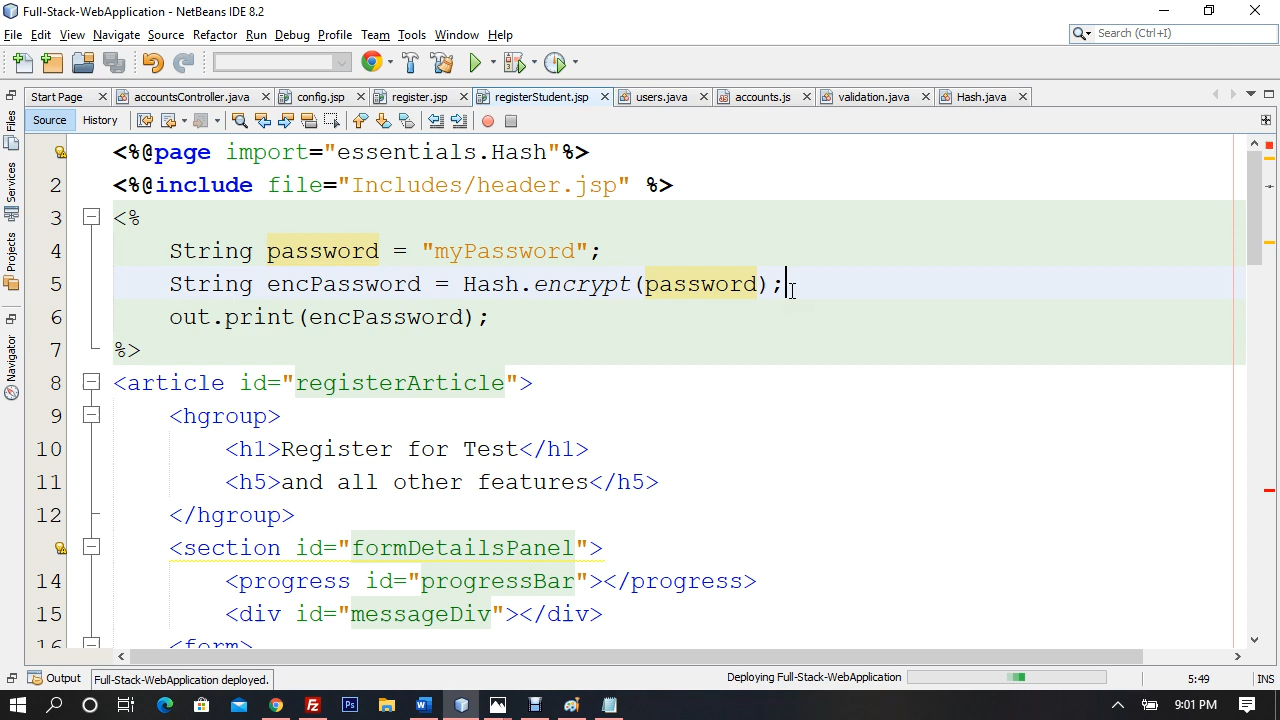 Full-Stack-WebApplication - NetBeans IDE 8.2
File Edit View Navigate Source Refactor Run Debug Profile Team Tools Window Help
Search (Ctrl+I)
Start Page accountsController.java config.jsp register.jsp registerStudent.jsp users.java accounts.js validation.java Hash.java
Source History
Files
Services
Projects
Navigator
<%@page import="essentials.Hash"%>
2 <%@include file="Includes/header.jsp" %>
3 <%
4 String password = "myPassword";
5 String encPassword = Hash.encrypt(password);
6 out.print(encPassword);
7 %>
8 <article id="registerArticle">
9 <hgroup>
10 <h1>Register for Test</h1>
11 <h5>and all other features</h5>
12 </hgroup>
<section id="formDetailsPanel">
14 <progress id="progressBar"></progress>
15 <div id="messageDiv"></div>
16 <form>
Output Full-Stack-WebApplication deployed. Deploying Full-Stack-WebApplication 5:49 INS
9:01 PM